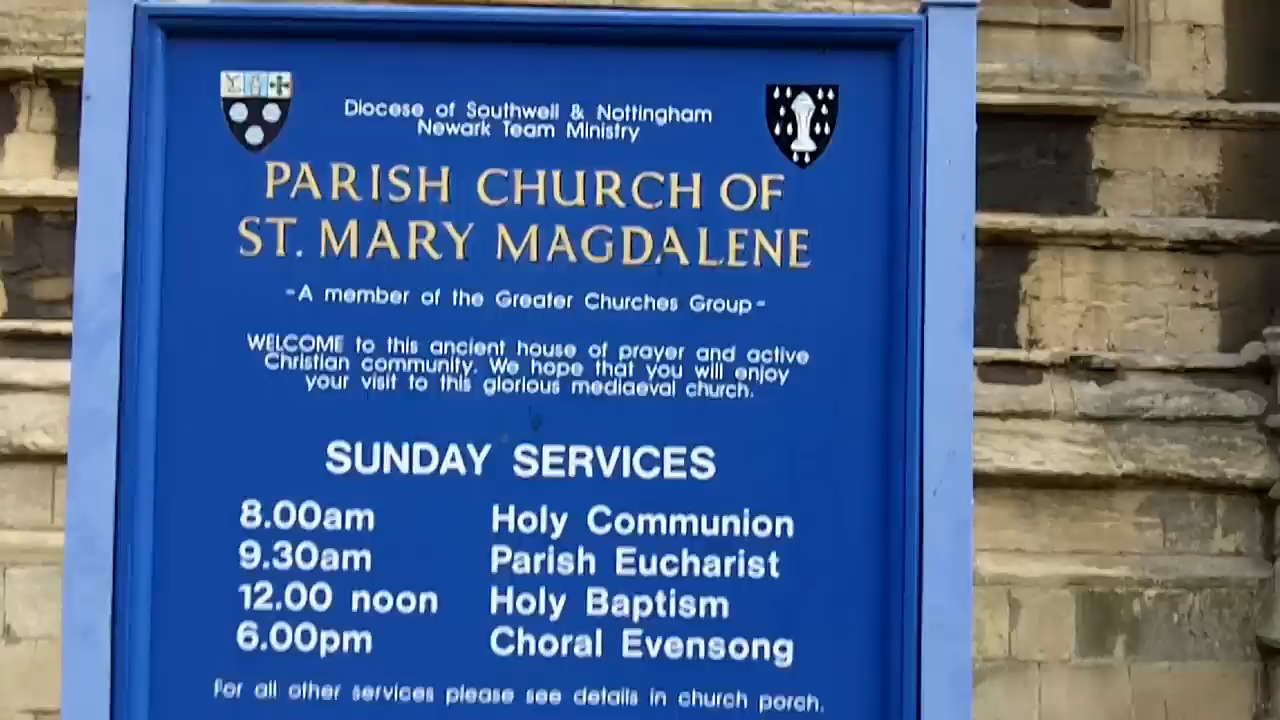 Diocese of Southwell & Nottingham
Newark Team Ministry
PARISH CHURCH OF
ST. MARY MAGDALENE
-A member of the Greater Churches Group-
WELCOME to this ancient house of prayer and active
Christian community. We hope that you will enjoy
your visit to this glorious mediaeval church.
SUNDAY SERVICES
8.00am Holy Communion
9.30am Parish Eucharist
12.00 noon Holy Baptism
6.00pm Choral Evensong
For all other services please see details in church porch.